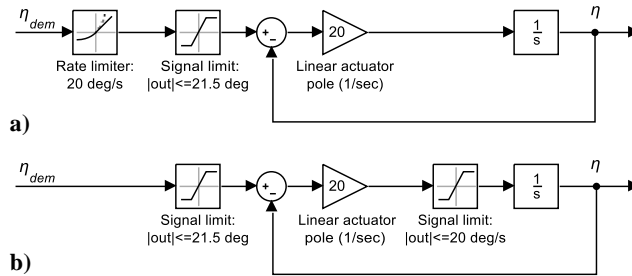 η_dem
20
1/s
η
Rate limiter:
20 deg/s
Signal limit:
|out|<=21.5 deg
Linear actuator
pole (1/sec)
a)
η_dem
20
1/s
η
Signal limit:
|out|<=21.5 deg
Linear actuator
pole (1/sec)
Signal limit:
|out|<=20 deg/s
b)